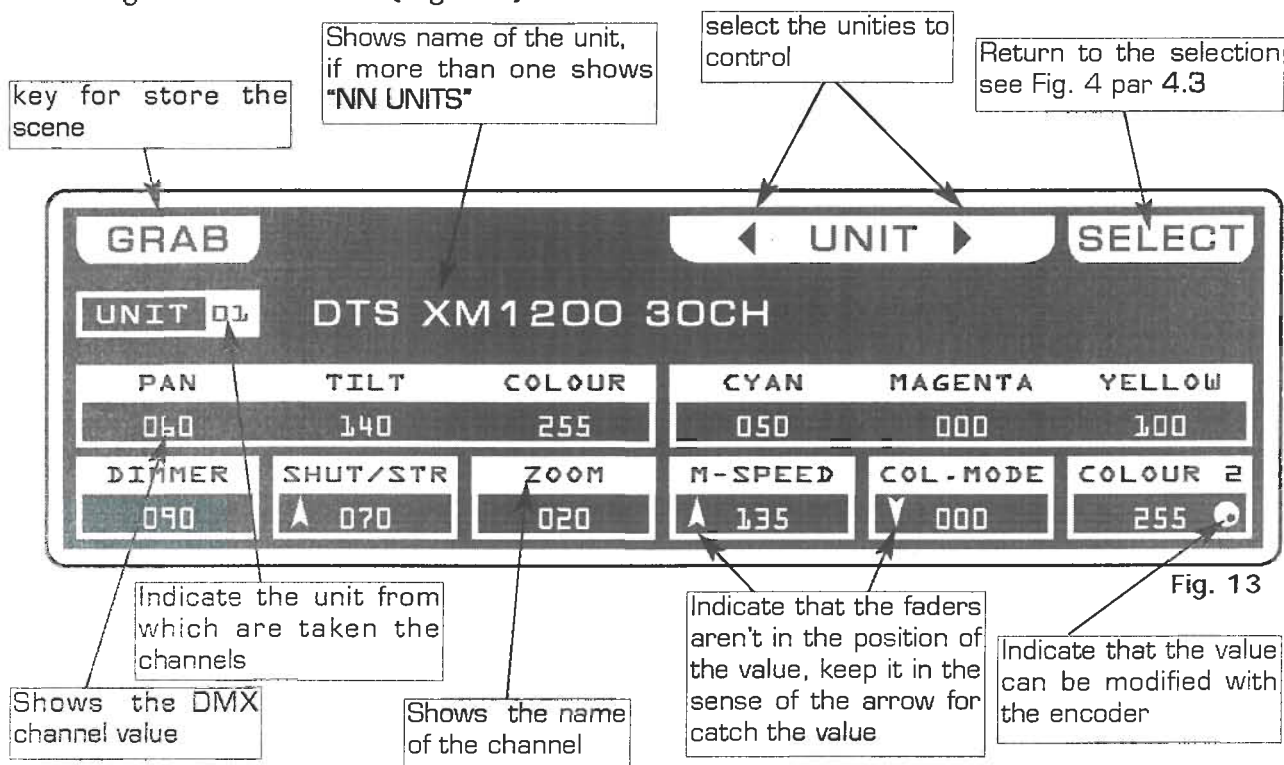 Shows name of the unit,
if more than one shows
"NN UNITS"
select the unities to
control
Return to the selection
see Fig. 4 par 4.3
key for store the
scene
GRAB
◀ UNIT ▶
SELECT
UNIT 01
DTS XM1200 30CH
PAN TILT COLOUR CYAN MAGENTA YELLOW
060 140 255 050 000 100
DIMMER SHUT/STR ZOOM M-SPEED COL.MODE COLOUR 2
090 070 020 135 000 255
Fig. 13
Indicate the unit from
which are taken the
channels
Shows the DMX
channel value
Shows the name
of the channel
Indicate that the faders
aren't in the position of
the value, keep it in the
sense of the arrow for
catch the value
Indicate that the value
can be modified with
the encoder